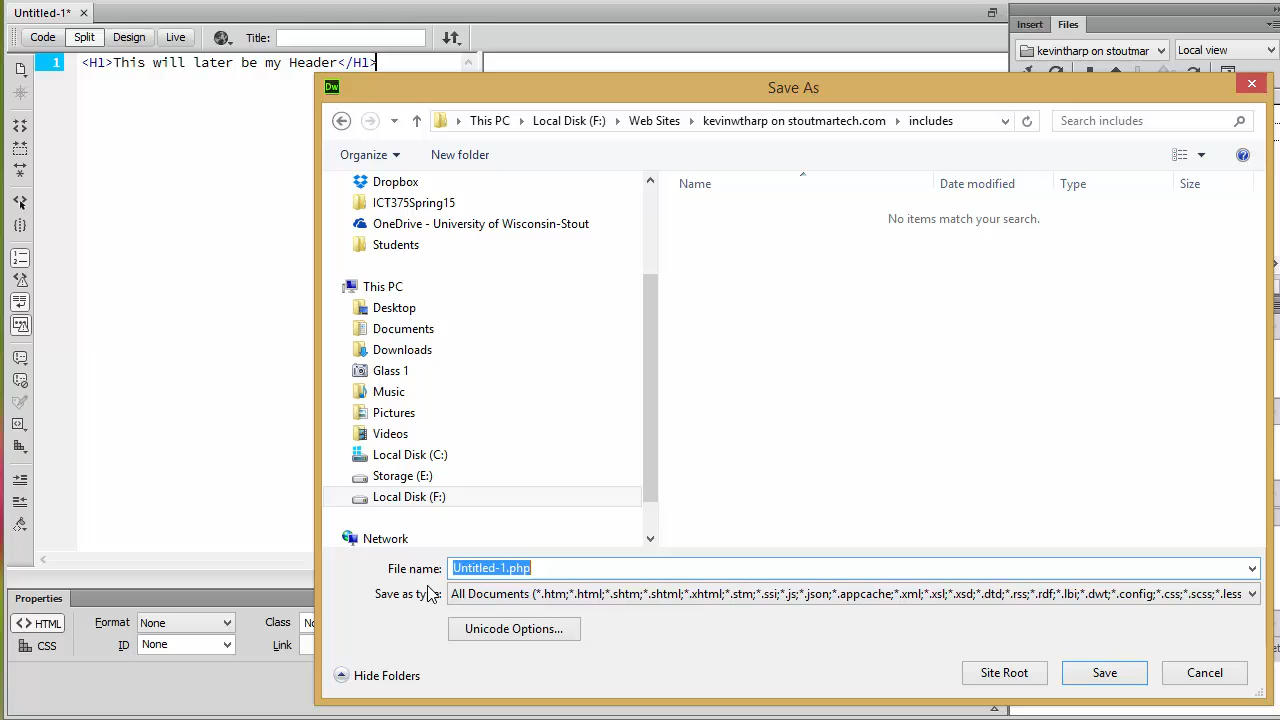 Untitled-1* ×
Code Split Design Live Title:
1 <H1>This will later be my Header</H1>
Insert Files
kevintharp on stoutmar Local view
Dw Save As
This PC Local Disk (F:) Web Sites kevinwtharp on stoutmartech.com includes Search includes
Organize New folder
Name Date modified Type Size
No items match your search.
Dropbox
ICT375Spring15
OneDrive - University of Wisconsin-Stout
Students
This PC
Desktop
Documents
Downloads
Glass 1
Music
Pictures
Videos
Local Disk (C:)
Storage (E:)
Local Disk (F:)
Network
File name: Untitled-1.php
Save as type: All Documents (*.htm;*.html;*.shtm;*.shtml;*.xhtml;*.stm;*.ssi;*.js;*.json;*.appcache;*.xml;*.xsl;*.xsd;*.dtd;*.rss;*.rdf;*.lbi;*.dwt;*.config;*.css;*.scss;*.less
Unicode Options...
Hide Folders Site Root Save Cancel
Properties
<> HTML Format None Class
CSS ID None Link